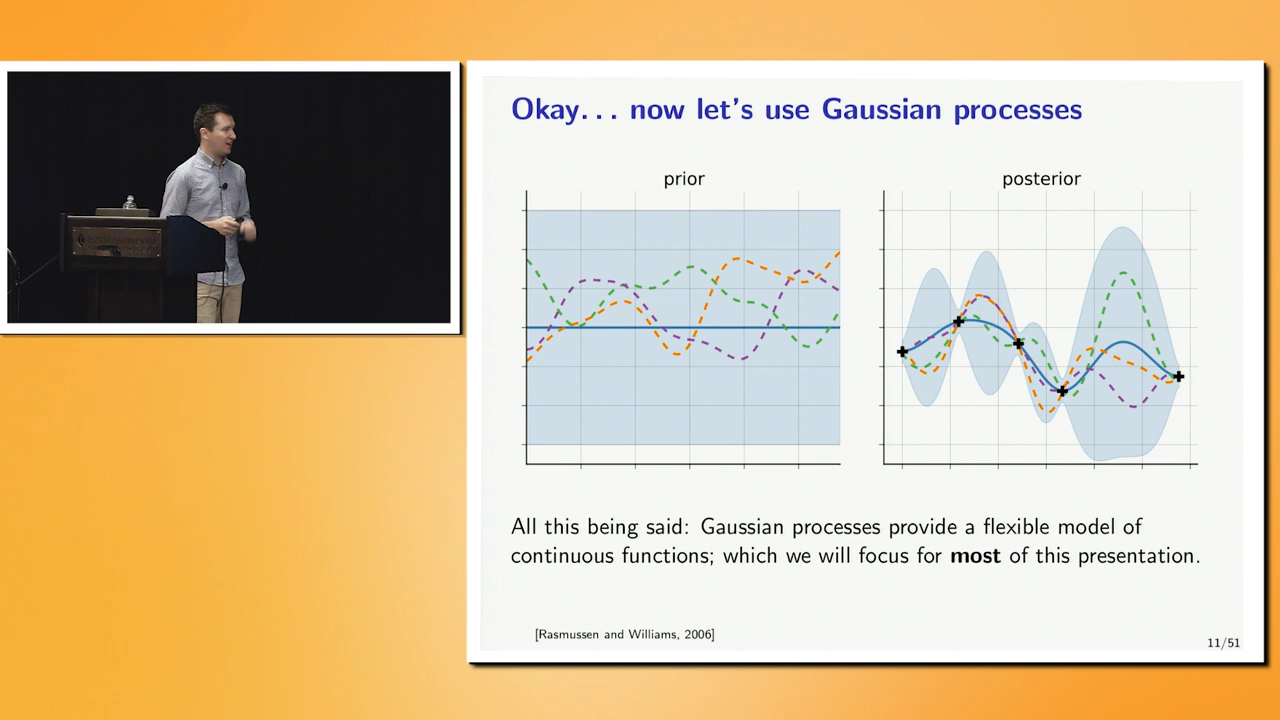 Okay. . . now let's use Gaussian processes
prior
posterior
All this being said: Gaussian processes provide a flexible model of
continuous functions; which we will focus for most of this presentation.
[Rasmussen and Williams, 2006]
11/51